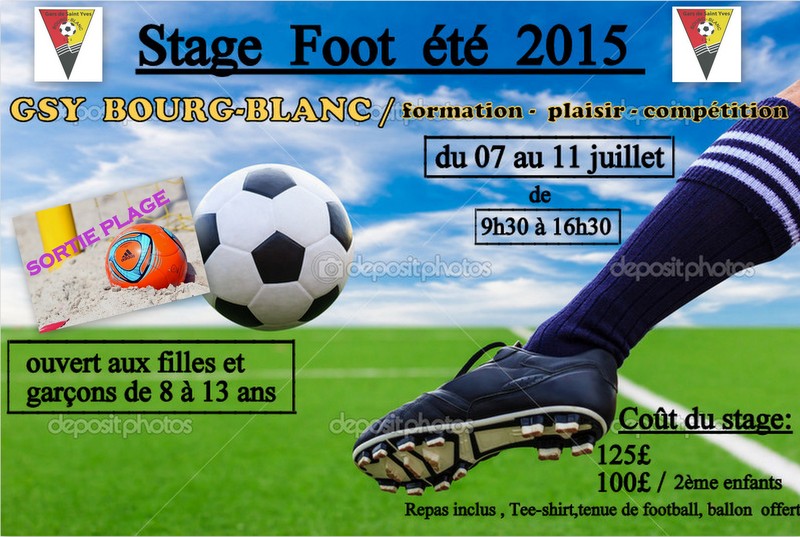 Stage Foot été 2015
GSY BOURG-BLANC / formation - plaisir - compétition
du 07 au 11 juillet
de
9h30 à 16h30
SORTIE PLAGE
adidas
ouvert aux filles et
garçons de 8 à 13 ans
Coût du stage:
125£
100£ / 2ème enfants
Repas inclus , Tee-shirt,tenue de football, ballon offert
depositphotos
depositphotos
depositphotos
depositphotos
depositphotos